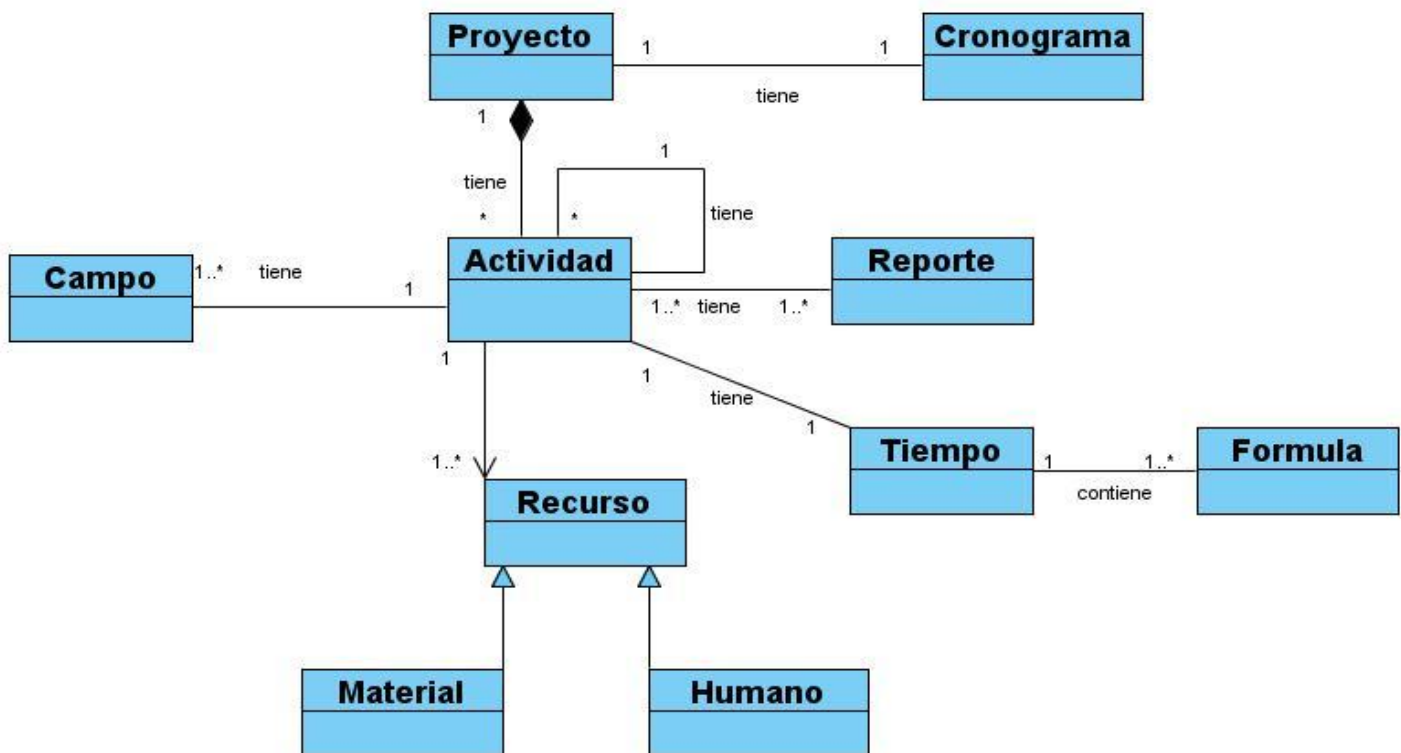 Proyecto
Cronograma
1
1
tiene
1
1
tiene
tiene
*
*
Campo
1..*
tiene
1
Actividad
Reporte
1..*
tiene
1..*
1
1
tiene
1
1..*
Recurso
Tiempo
1
1..*
contiene
Formula
Material
Humano